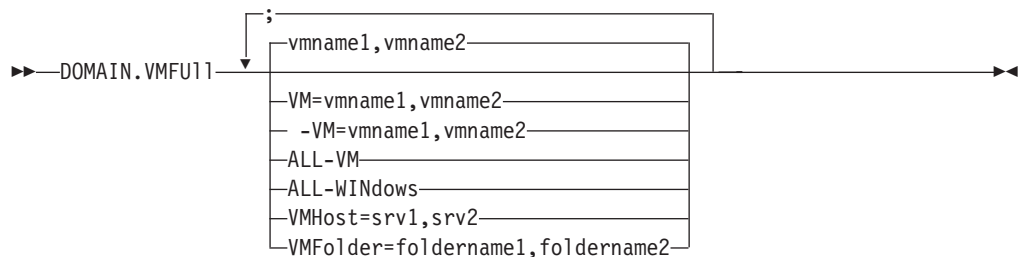 ;
vmname1,vmname2
DOMAIN.VMFUll
VM=vmname1,vmname2
-VM=vmname1,vmname2
ALL-VM
ALL-WINdows
VMHost=srv1,srv2
VMFolder=foldername1,foldername2